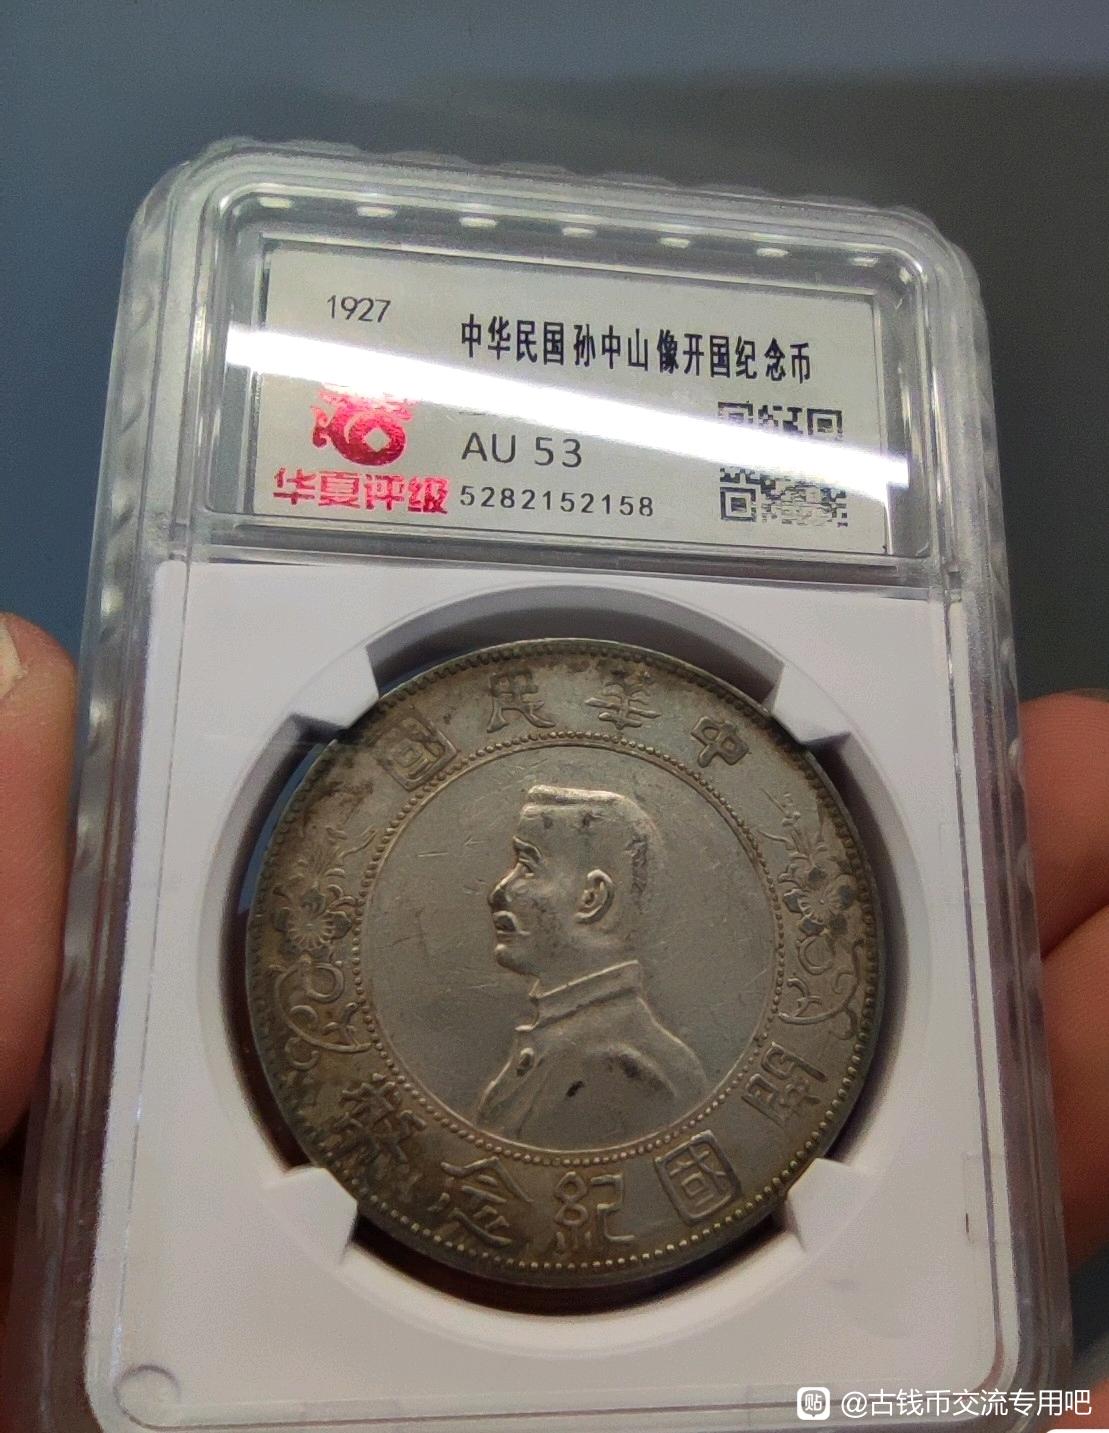 1927
中华民国孙中山像开国纪念币
AU 53
华夏评级
5282152158
中華民國
開國紀念幣
贴 @古钱币交流专用吧